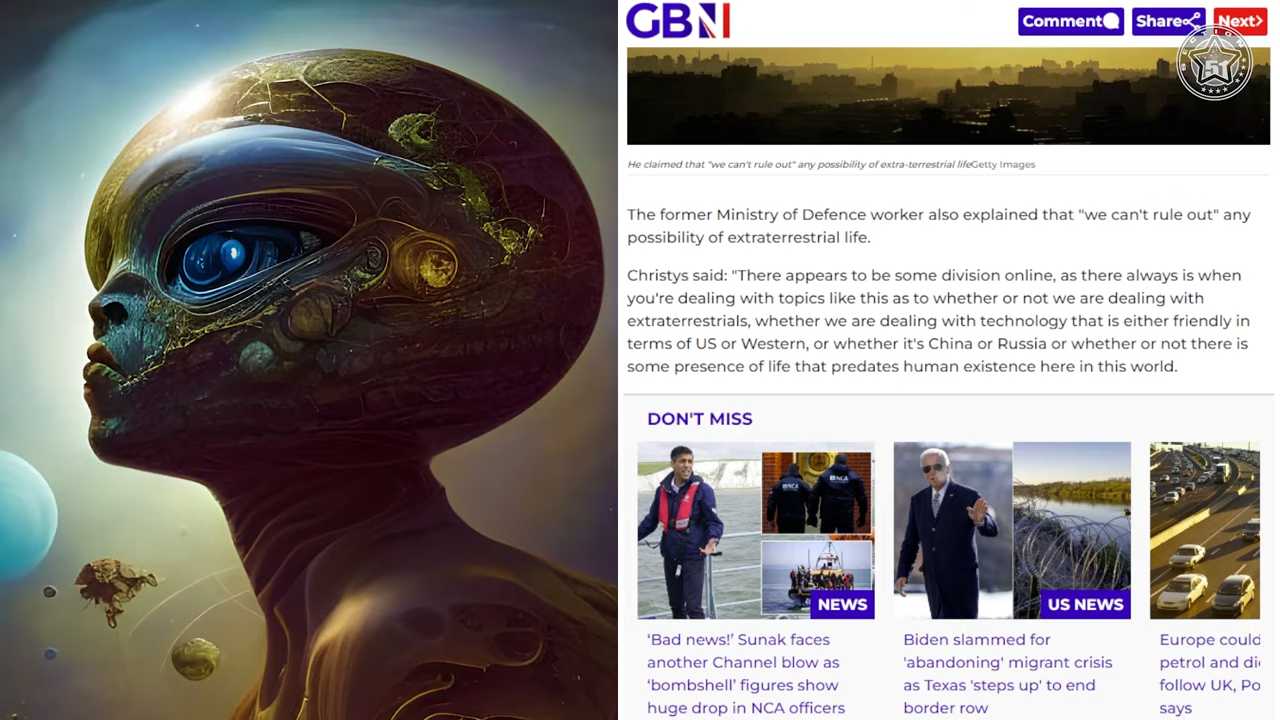 GBN
Comment
Share
Next
SECTION
51
He claimed that "we can't rule out" any possibility of extra-terrestrial lifeGetty Images
The former Ministry of Defence worker also explained that "we can't rule out" any
possibility of extraterrestrial life.
Christys said: "There appears to be some division online, as there always is when
you're dealing with topics like this as to whether or not we are dealing with
extraterrestrials, whether we are dealing with technology that is either friendly in
terms of US or Western, or whether it's China or Russia or whether or not there is
some presence of life that predates human existence here in this world.
DON'T MISS
NCA
NCA
NEWS
US NEWS
'Bad news!' Sunak faces
another Channel blow as
'bombshell' figures show
huge drop in NCA officers
Biden slammed for
'abandoning' migrant crisis
as Texas 'steps up' to end
border row
Europe could
petrol and di
follow UK, Po
says